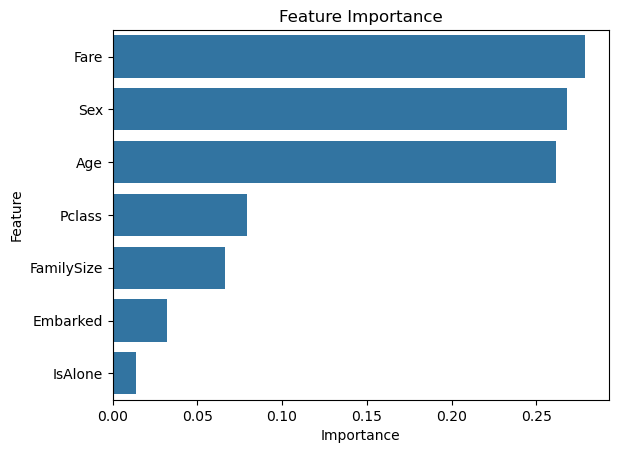 Feature Importance
Feature
Fare
Sex
Age
Pclass
FamilySize
Embarked
IsAlone
0.00 0.05 0.10 0.15 0.20 0.25
Importance